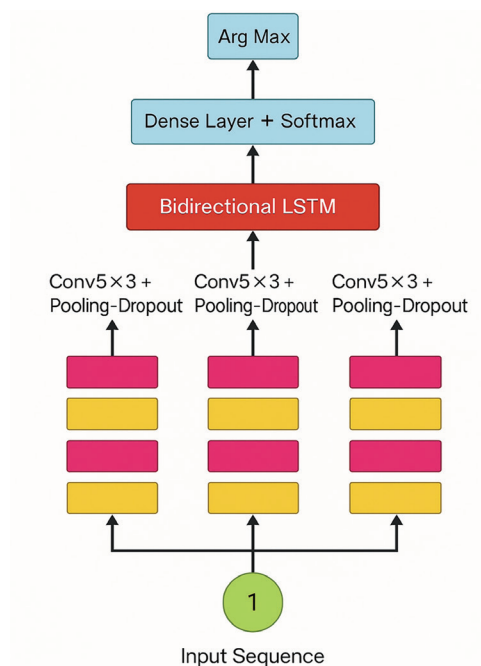 Arg Max
Dense Layer + Softmax
Bidirectional LSTM
Conv5×3 +
Pooling-Dropout
Conv5×3 +
Pooling-Dropout
Conv5×3 +
Pooling-Dropout
1
Input Sequence